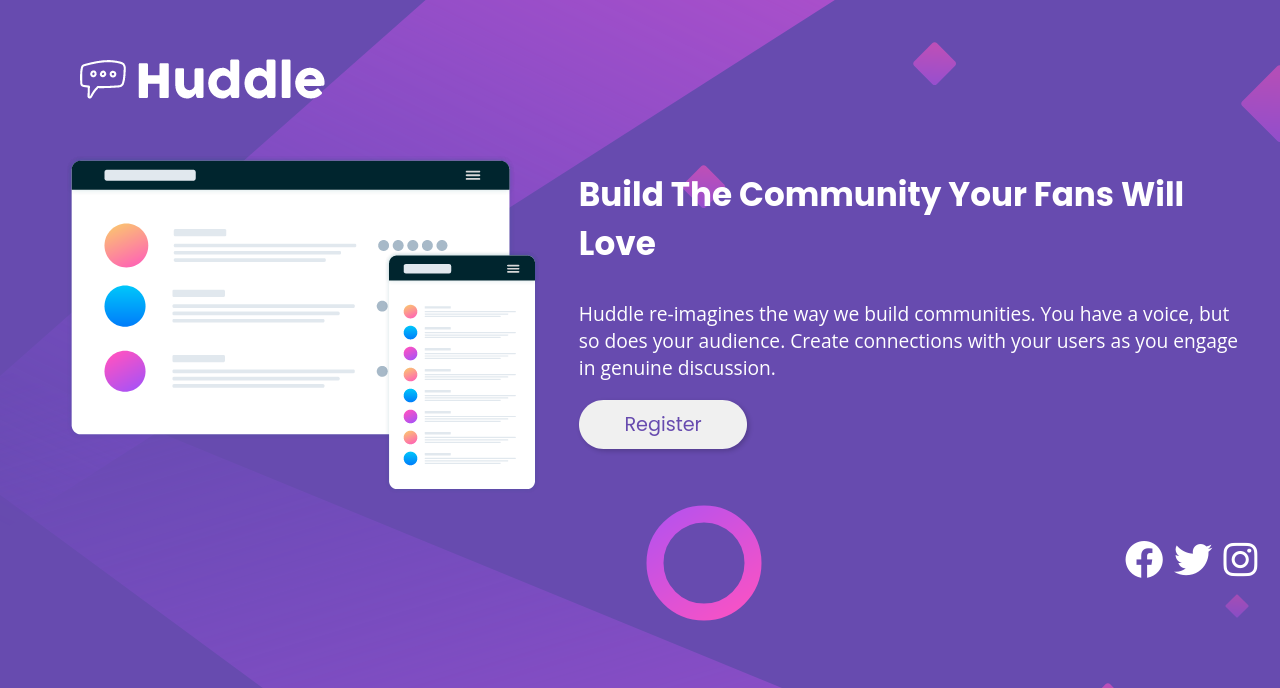 Huddle
Build The Community Your Fans Will
Love
Huddle re-imagines the way we build communities. You have a voice, but
so does your audience. Create connections with your users as you engage
in genuine discussion.
Register